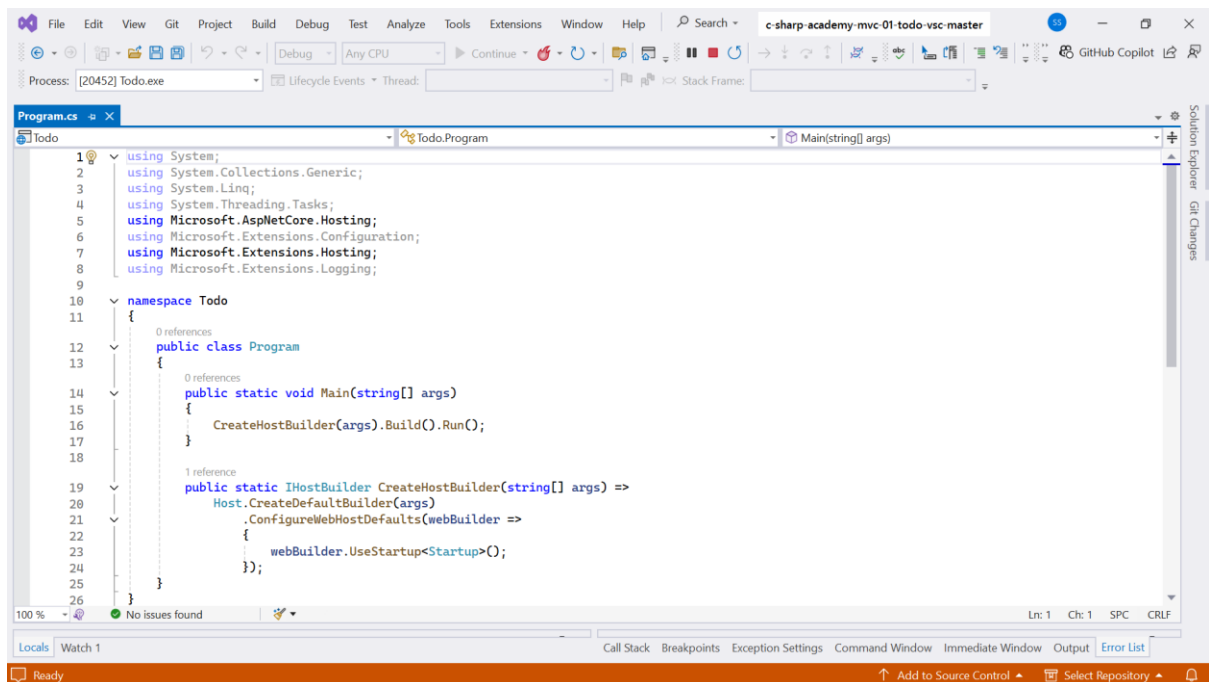 File Edit View Git Project Build Debug Test Analyze Tools Extensions Window Help Search c-sharp-academy-mvc-01-todo-vsc-master SS
Debug Any CPU Continue abc GitHub Copilot
Process: [20452] Todo.exe Lifecycle Events Thread: Stack Frame:
Program.cs
Todo Todo.Program Main(string[] args)
1 using System;
2 using System.Collections.Generic;
3 using System.Linq;
4 using System.Threading.Tasks;
5 using Microsoft.AspNetCore.Hosting;
6 using Microsoft.Extensions.Configuration;
7 using Microsoft.Extensions.Hosting;
8 using Microsoft.Extensions.Logging;
9
10 namespace Todo
11 {
0 references
12 public class Program
13 {
0 references
14 public static void Main(string[] args)
15 {
16 CreateHostBuilder(args).Build().Run();
17 }
18
1 reference
19 public static IHostBuilder CreateHostBuilder(string[] args) =>
20 Host.CreateDefaultBuilder(args)
21 .ConfigureWebHostDefaults(webBuilder =>
22 {
23 webBuilder.UseStartup<Startup>();
24 });
25 }
26 }
Solution Explorer
Git Changes
100 % No issues found Ln: 1 Ch: 1 SPC CRLF
Locals Watch 1 Call Stack Breakpoints Exception Settings Command Window Immediate Window Output Error List
Ready Add to Source Control Select Repository